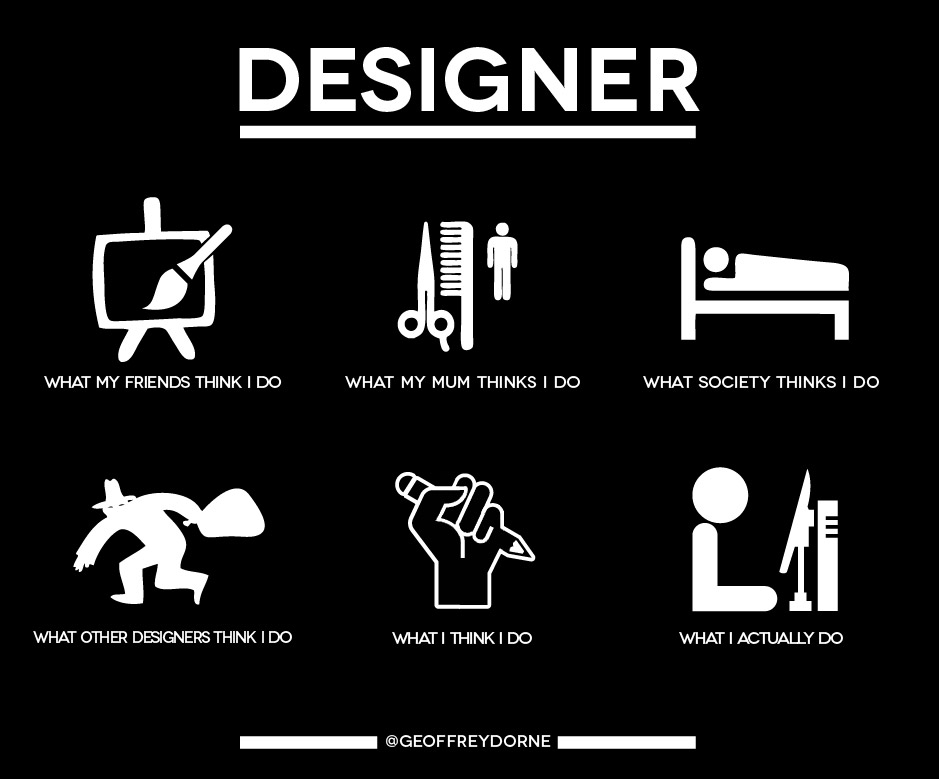 DESIGNER
WHAT MY FRIENDS THINK I DO
WHAT MY MUM THINKS I DO
WHAT SOCIETY THINKS I DO
WHAT OTHER DESIGNERS THINK I DO
WHAT I THINK I DO
WHAT I ACTUALLY DO
@GEOFFREYDORNE